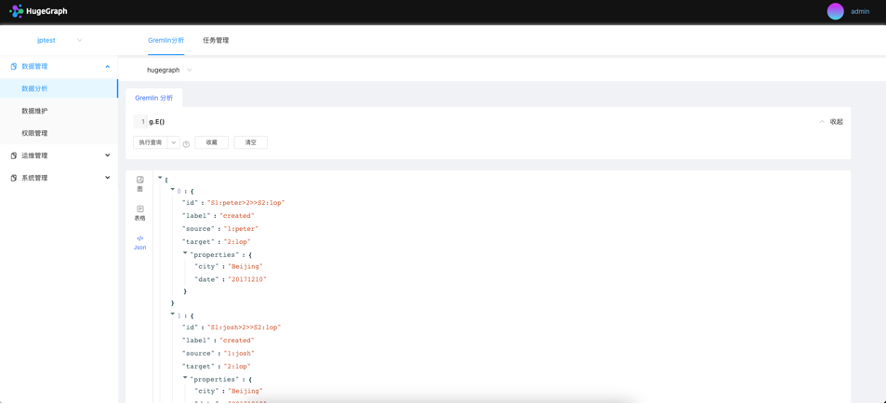 HugeGraph
admin
jptest
Gremlin分析
任务管理
数据管理
hugegraph
数据分析
Gremlin 分析
数据维护
1 g.E()
收起
权限管理
执行查询
收藏
清空
运维管理
系统管理
图
表格
Json
[
0 : {
"id" : "S1:peter>2>>S2:lop"
"label" : "created"
"source" : "1:peter"
"target" : "2:lop"
"properties" : {
"city" : "Beijing"
"date" : "20171210"
}
}
1 : {
"id" : "S1:josh>2>>S2:lop"
"label" : "created"
"source" : "1:josh"
"target" : "2:lop"
"properties" : {
"city" : "Beijing"